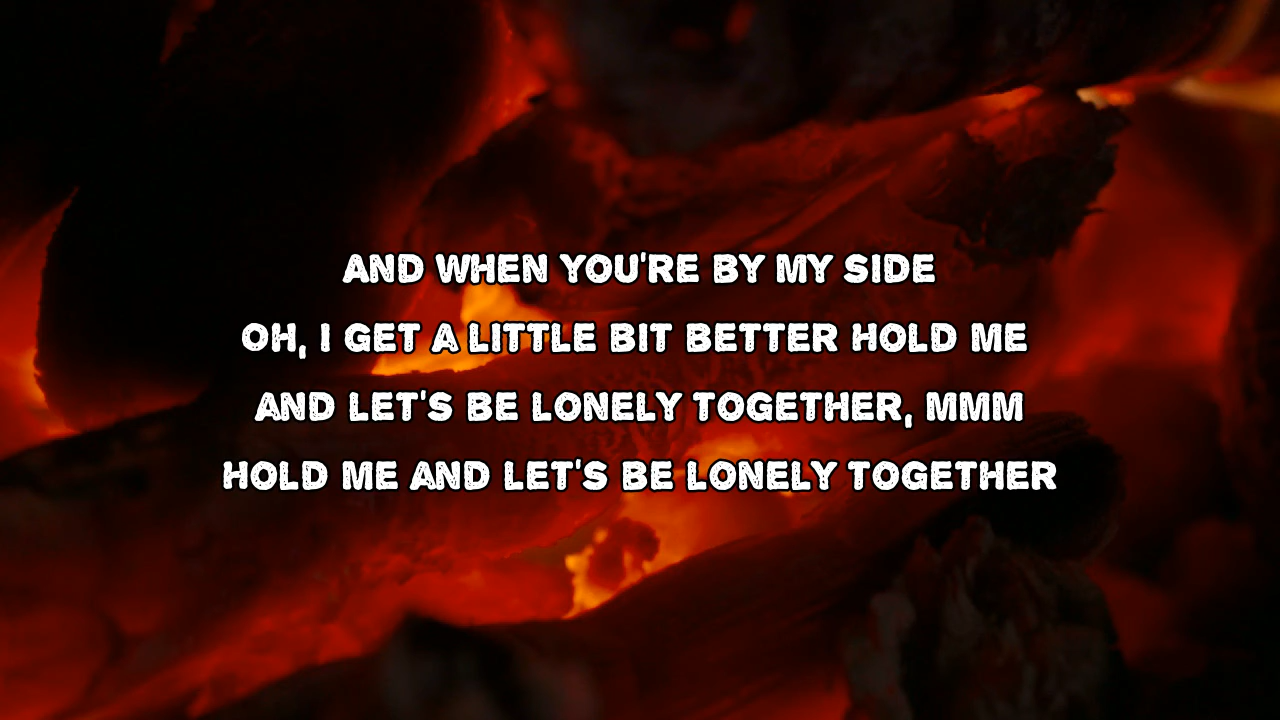 AND WHEN YOU'RE BY MY SIDE
OH, I GET A LITTLE BIT BETTER HOLD ME
AND LET'S BE LONELY TOGETHER, MMM
HOLD ME AND LET'S BE LONELY TOGETHER